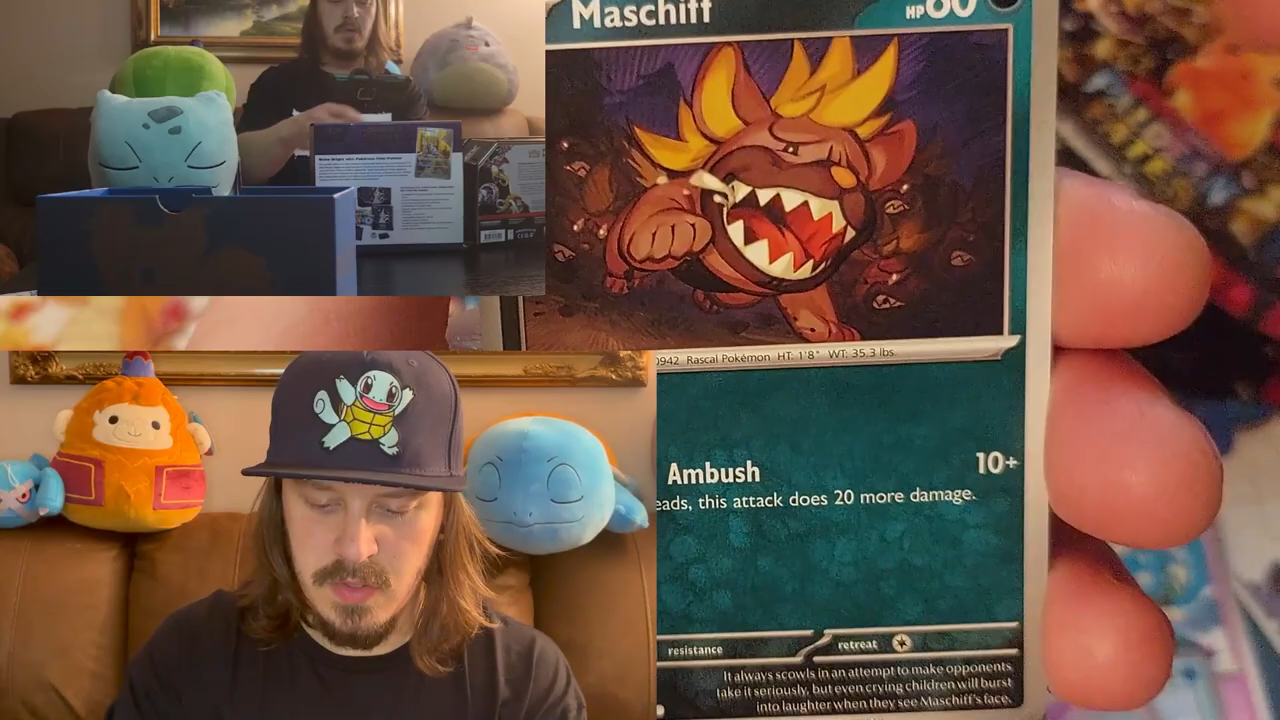 Maschiff
HP60
0942 Rascal Pokémon HT: 1'8" WT: 35.3 lbs.
Ambush 10+
eads, this attack does 20 more damage.
resistance
retreat
It always scowls in an attempt to make opponents
take it seriously, but even crying children will burst
into laughter when they see Maschiff's face.